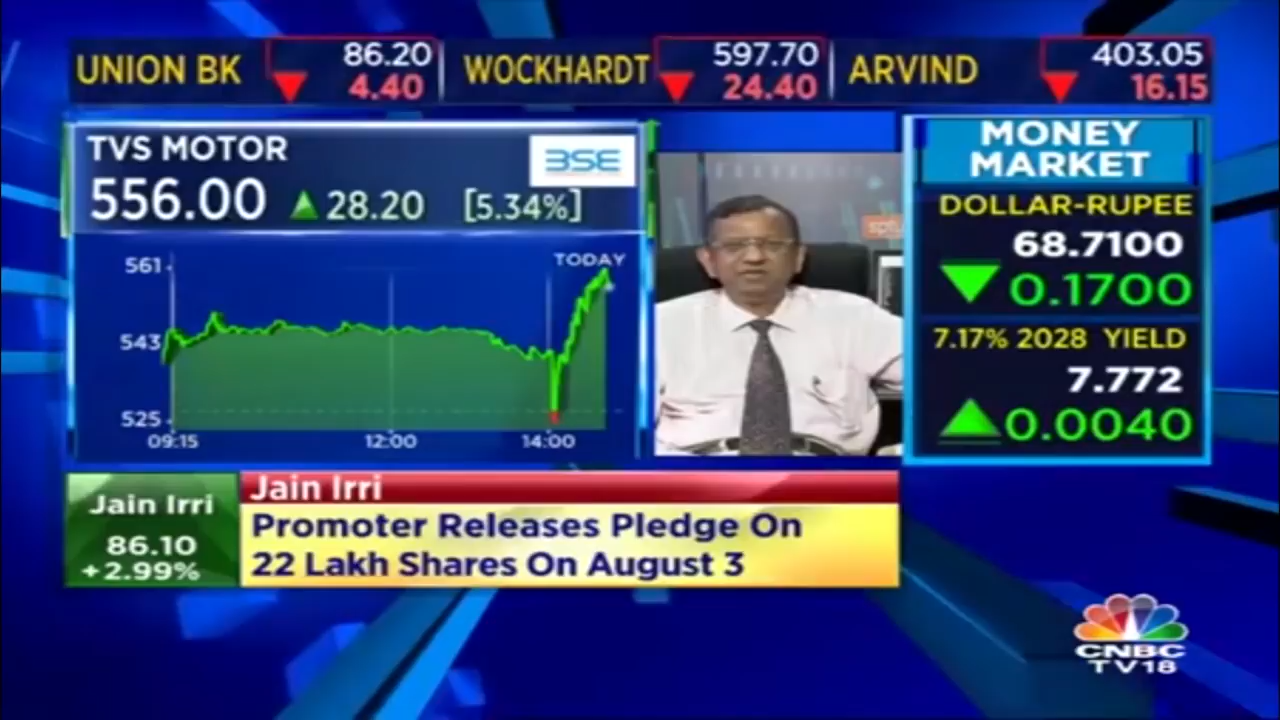 UNION BK 86.20 4.40 WOCKHARDT 597.70 24.40 ARVIND 403.05 16.15
TVS MOTOR
BSE
556.00 28.20 [5.34%]
TODAY
561
543
525
09:15 12:00 14:00
MONEY
MARKET
DOLLAR-RUPEE
68.7100
0.1700
7.17% 2028 YIELD
7.772
0.0040
Jain Irri
86.10
+2.99%
Jain Irri
Promoter Releases Pledge On
22 Lakh Shares On August 3
CNBC
TV18